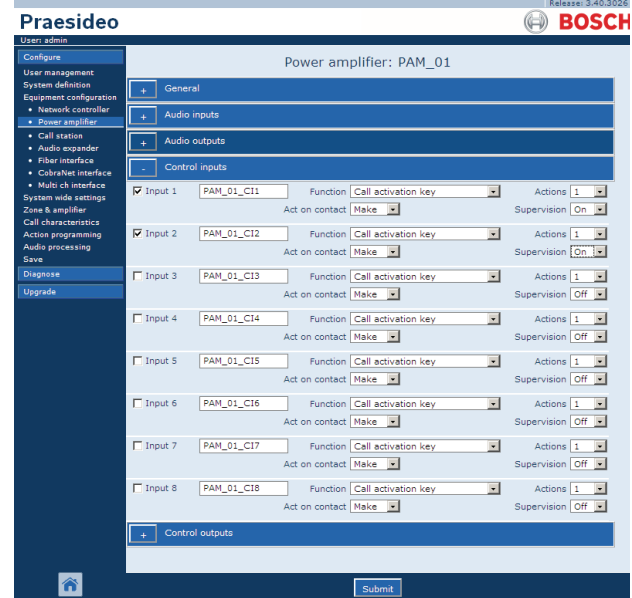 Release: 3.40.3026
Praesideo
BOSCH
User: admin
Configure
User management
System definition
Equipment configuration
• Network controller
• Power amplifier
• Call station
• Audio expander
• Fiber interface
• CobraNet interface
• Multi ch interface
System wide settings
Zone & amplifier
Call characteristics
Action programming
Audio processing
Save
Diagnose
Upgrade
Power amplifier: PAM_01
+ General
+ Audio inputs
+ Audio outputs
- Control inputs
Input 1 PAM_01_CI1 Function Call activation key Actions 1
Act on contact Make Supervision On
Input 2 PAM_01_CI2 Function Call activation key Actions 1
Act on contact Make Supervision On
Input 3 PAM_01_CI3 Function Call activation key Actions 1
Act on contact Make Supervision Off
Input 4 PAM_01_CI4 Function Call activation key Actions 1
Act on contact Make Supervision Off
Input 5 PAM_01_CI5 Function Call activation key Actions 1
Act on contact Make Supervision Off
Input 6 PAM_01_CI6 Function Call activation key Actions 1
Act on contact Make Supervision Off
Input 7 PAM_01_CI7 Function Call activation key Actions 1
Act on contact Make Supervision Off
Input 8 PAM_01_CI8 Function Call activation key Actions 1
Act on contact Make Supervision Off
+ Control outputs
Submit